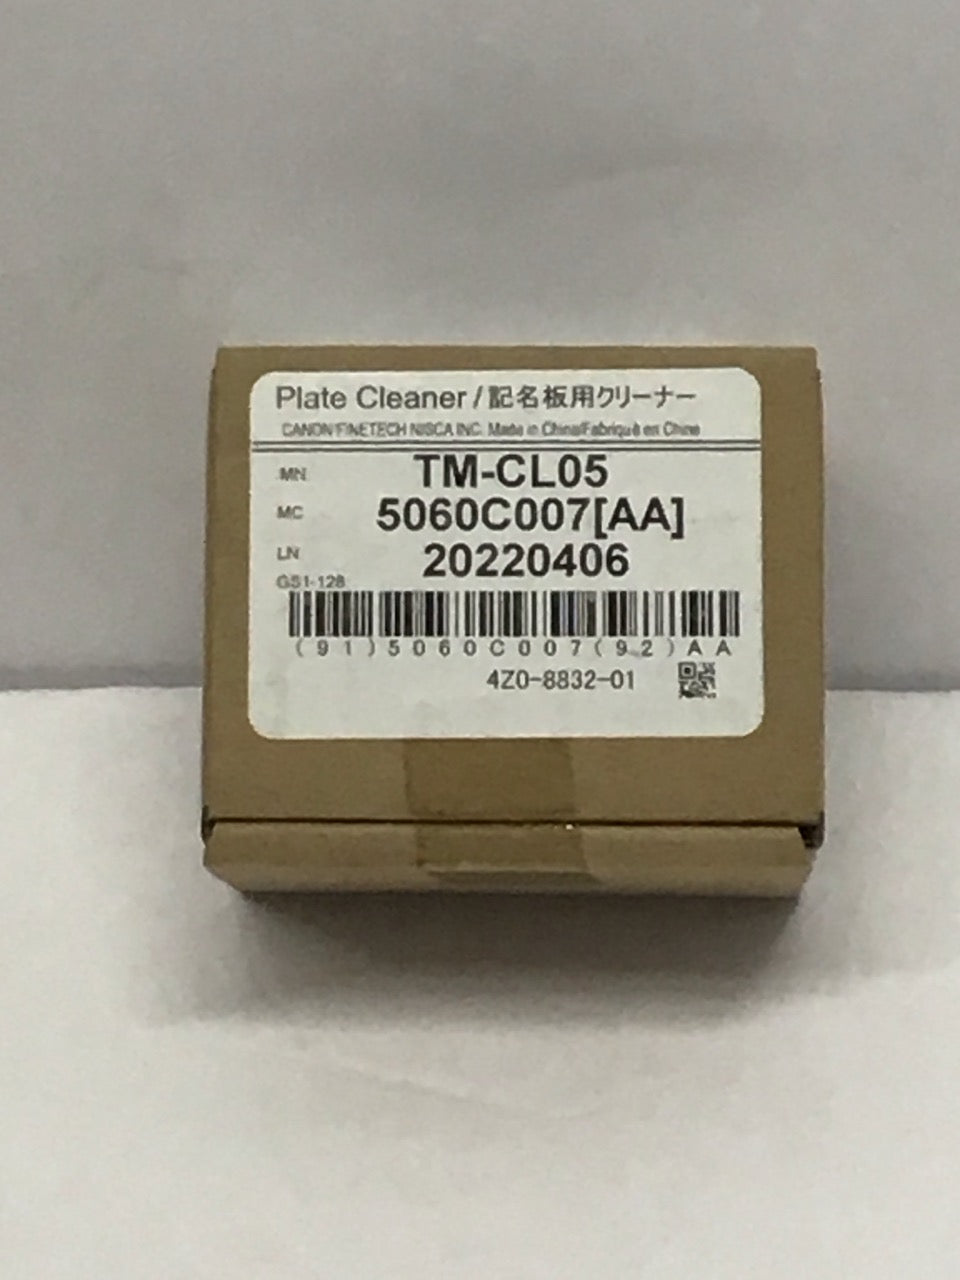 Plate Cleaner / 記名板用クリーナー
CANON FINETECH NISCA INC. Made in China/Fabriqué en Chine
MN TM-CL05
MC 5060C007[AA]
LN 20220406
GS1-128
(91)5060C007(92)AA
4Z0-8832-01